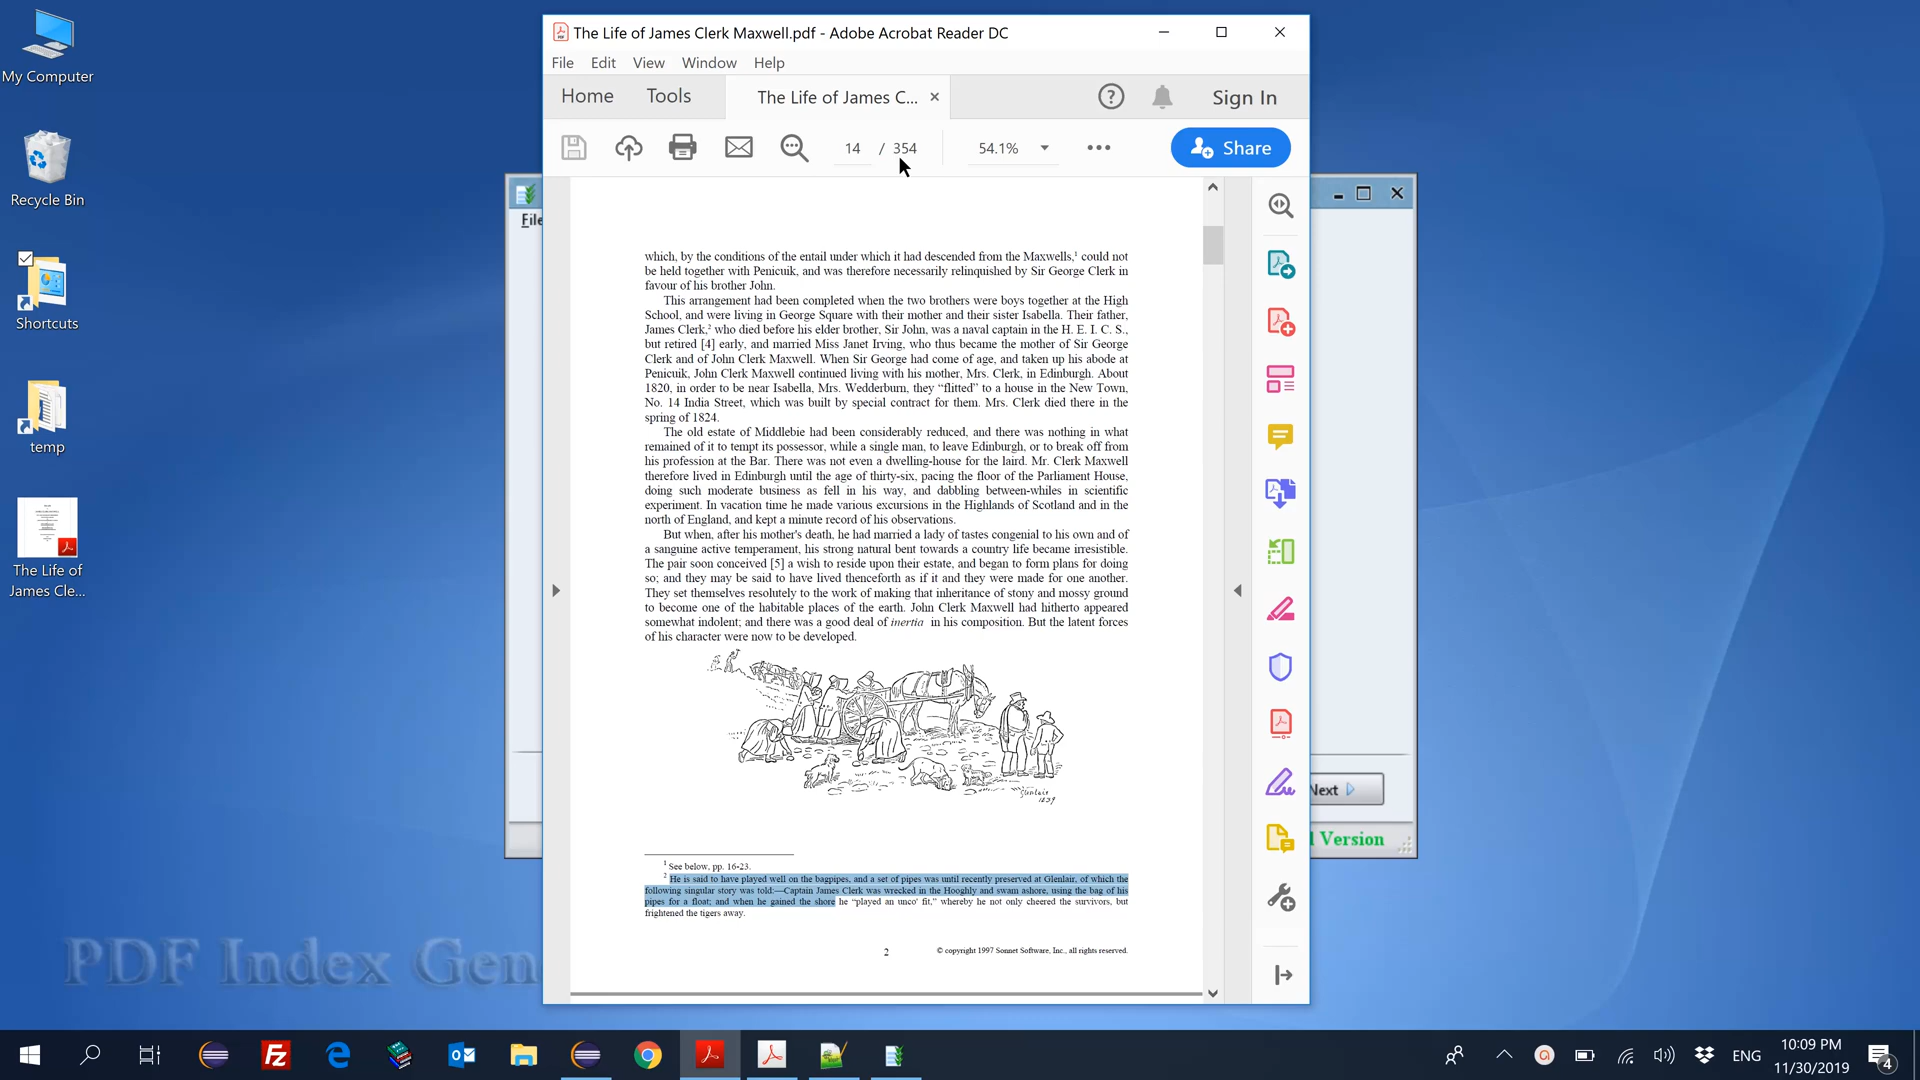 My Computer
Recycle Bin
Shortcuts
temp
The Life of
James Cle...
The Life of James Clerk Maxwell.pdf - Adobe Acrobat Reader DC
File Edit View Window Help
Home Tools The Life of James C... Sign In
14 / 354 54.1% Share
File
which, by the conditions of the entail under which it had descended from the Maxwells,¹ could not
be held together with Penicuik, and was therefore necessarily relinquished by Sir George Clerk in
favour of his brother John.
This arrangement had been completed when the two brothers were boys together at the High
School, and were living in George Square with their mother and their sister Isabella. Their father,
James Clerk,² who died before his elder brother, Sir John, was a naval captain in the H. E. I. C. S.,
but retired [4] early, and married Miss Janet Irving, who thus became the mother of Sir George
Clerk and of John Clerk Maxwell. When Sir George had come of age, and taken up his abode at
Penicuik, John Clerk Maxwell continued living with his mother, Mrs. Clerk, in Edinburgh. About
1820, in order to be near Isabella, Mrs. Wedderburn, they “flitted” to a house in the New Town,
No. 14 India Street, which was built by special contract for them. Mrs. Clerk died there in the
spring of 1824.
The old estate of Middlebie had been considerably reduced, and there was nothing in what
remained of it to tempt its possessor, while a single man, to leave Edinburgh, or to break off from
his profession at the Bar. There was not even a dwelling-house for the laird. Mr. Clerk Maxwell
therefore lived in Edinburgh until the age of thirty-six, pacing the floor of the Parliament House,
doing such moderate business as fell in his way, and dabbling between-whiles in scientific
experiment. In vacation time he made various excursions in the Highlands of Scotland and in the
north of England, and kept a minute record of his observations.
But when, after his mother's death, he had married a lady of tastes congenial to his own and of
a sanguine active temperament, his strong natural bent towards a country life became irresistible.
The pair soon conceived [5] a wish to reside upon their estate, and began to form plans for doing
so; and they may be said to have lived thenceforth as if it and they were made for one another.
They set themselves resolutely to the work of making that inheritance of stony and mossy ground
to become one of the habitable places of the earth. John Clerk Maxwell had hitherto appeared
somewhat indolent; and there was a good deal of inertia in his composition. But the latent forces
of his character were now to be developed.
Glenlair
1839
Next
Version
¹ See below, pp. 16-23.
² He is said to have played well on the bagpipes, and a set of pipes was until recently preserved at Glenlair, of which the
following singular story was told:—Captain James Clerk was wrecked in the Hooghly and swam ashore, using the bag of his
pipes for a float; and when he gained the shore he “played an unco' fit,” whereby he not only cheered the survivors, but
frightened the tigers away.
2 © copyright 1997 Sonnet Software, Inc., all rights reserved.
PDF Index Gen
ENG
10:09 PM
11/30/2019
4